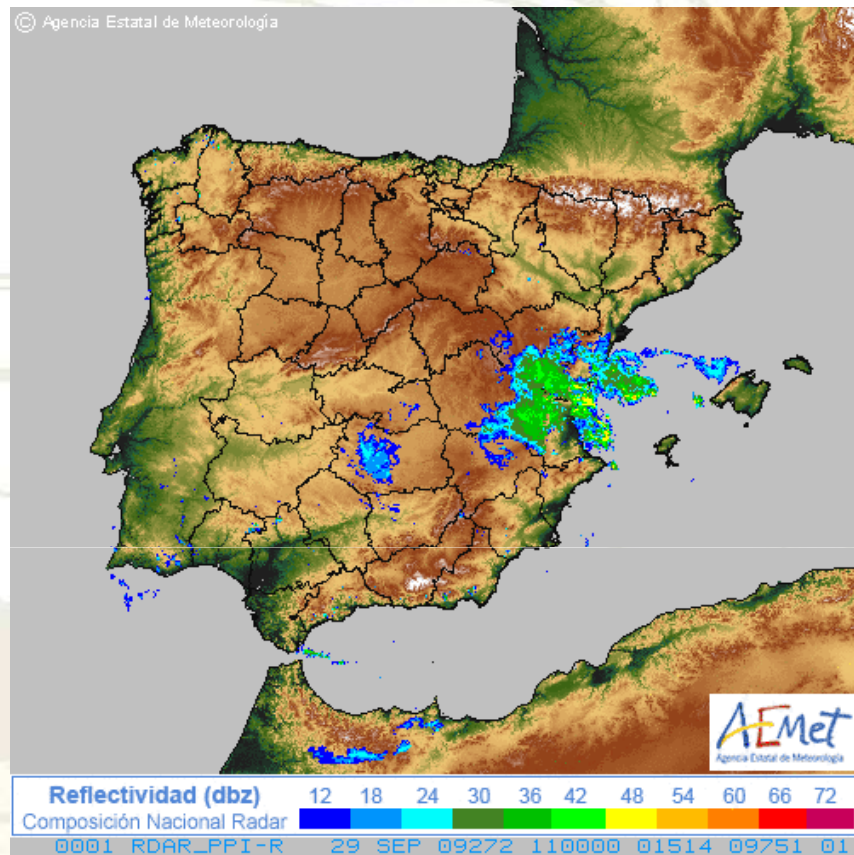 © Agencia Estatal de Meteorología
AEmet
Agencia Estatal de Meteorología
Reflectividad (dbz) 12 18 24 30 36 42 48 54 60 66 72
Composición Nacional Radar
0001 RDAR_PPI-R 29 SEP 09272 110000 01514 09751 01